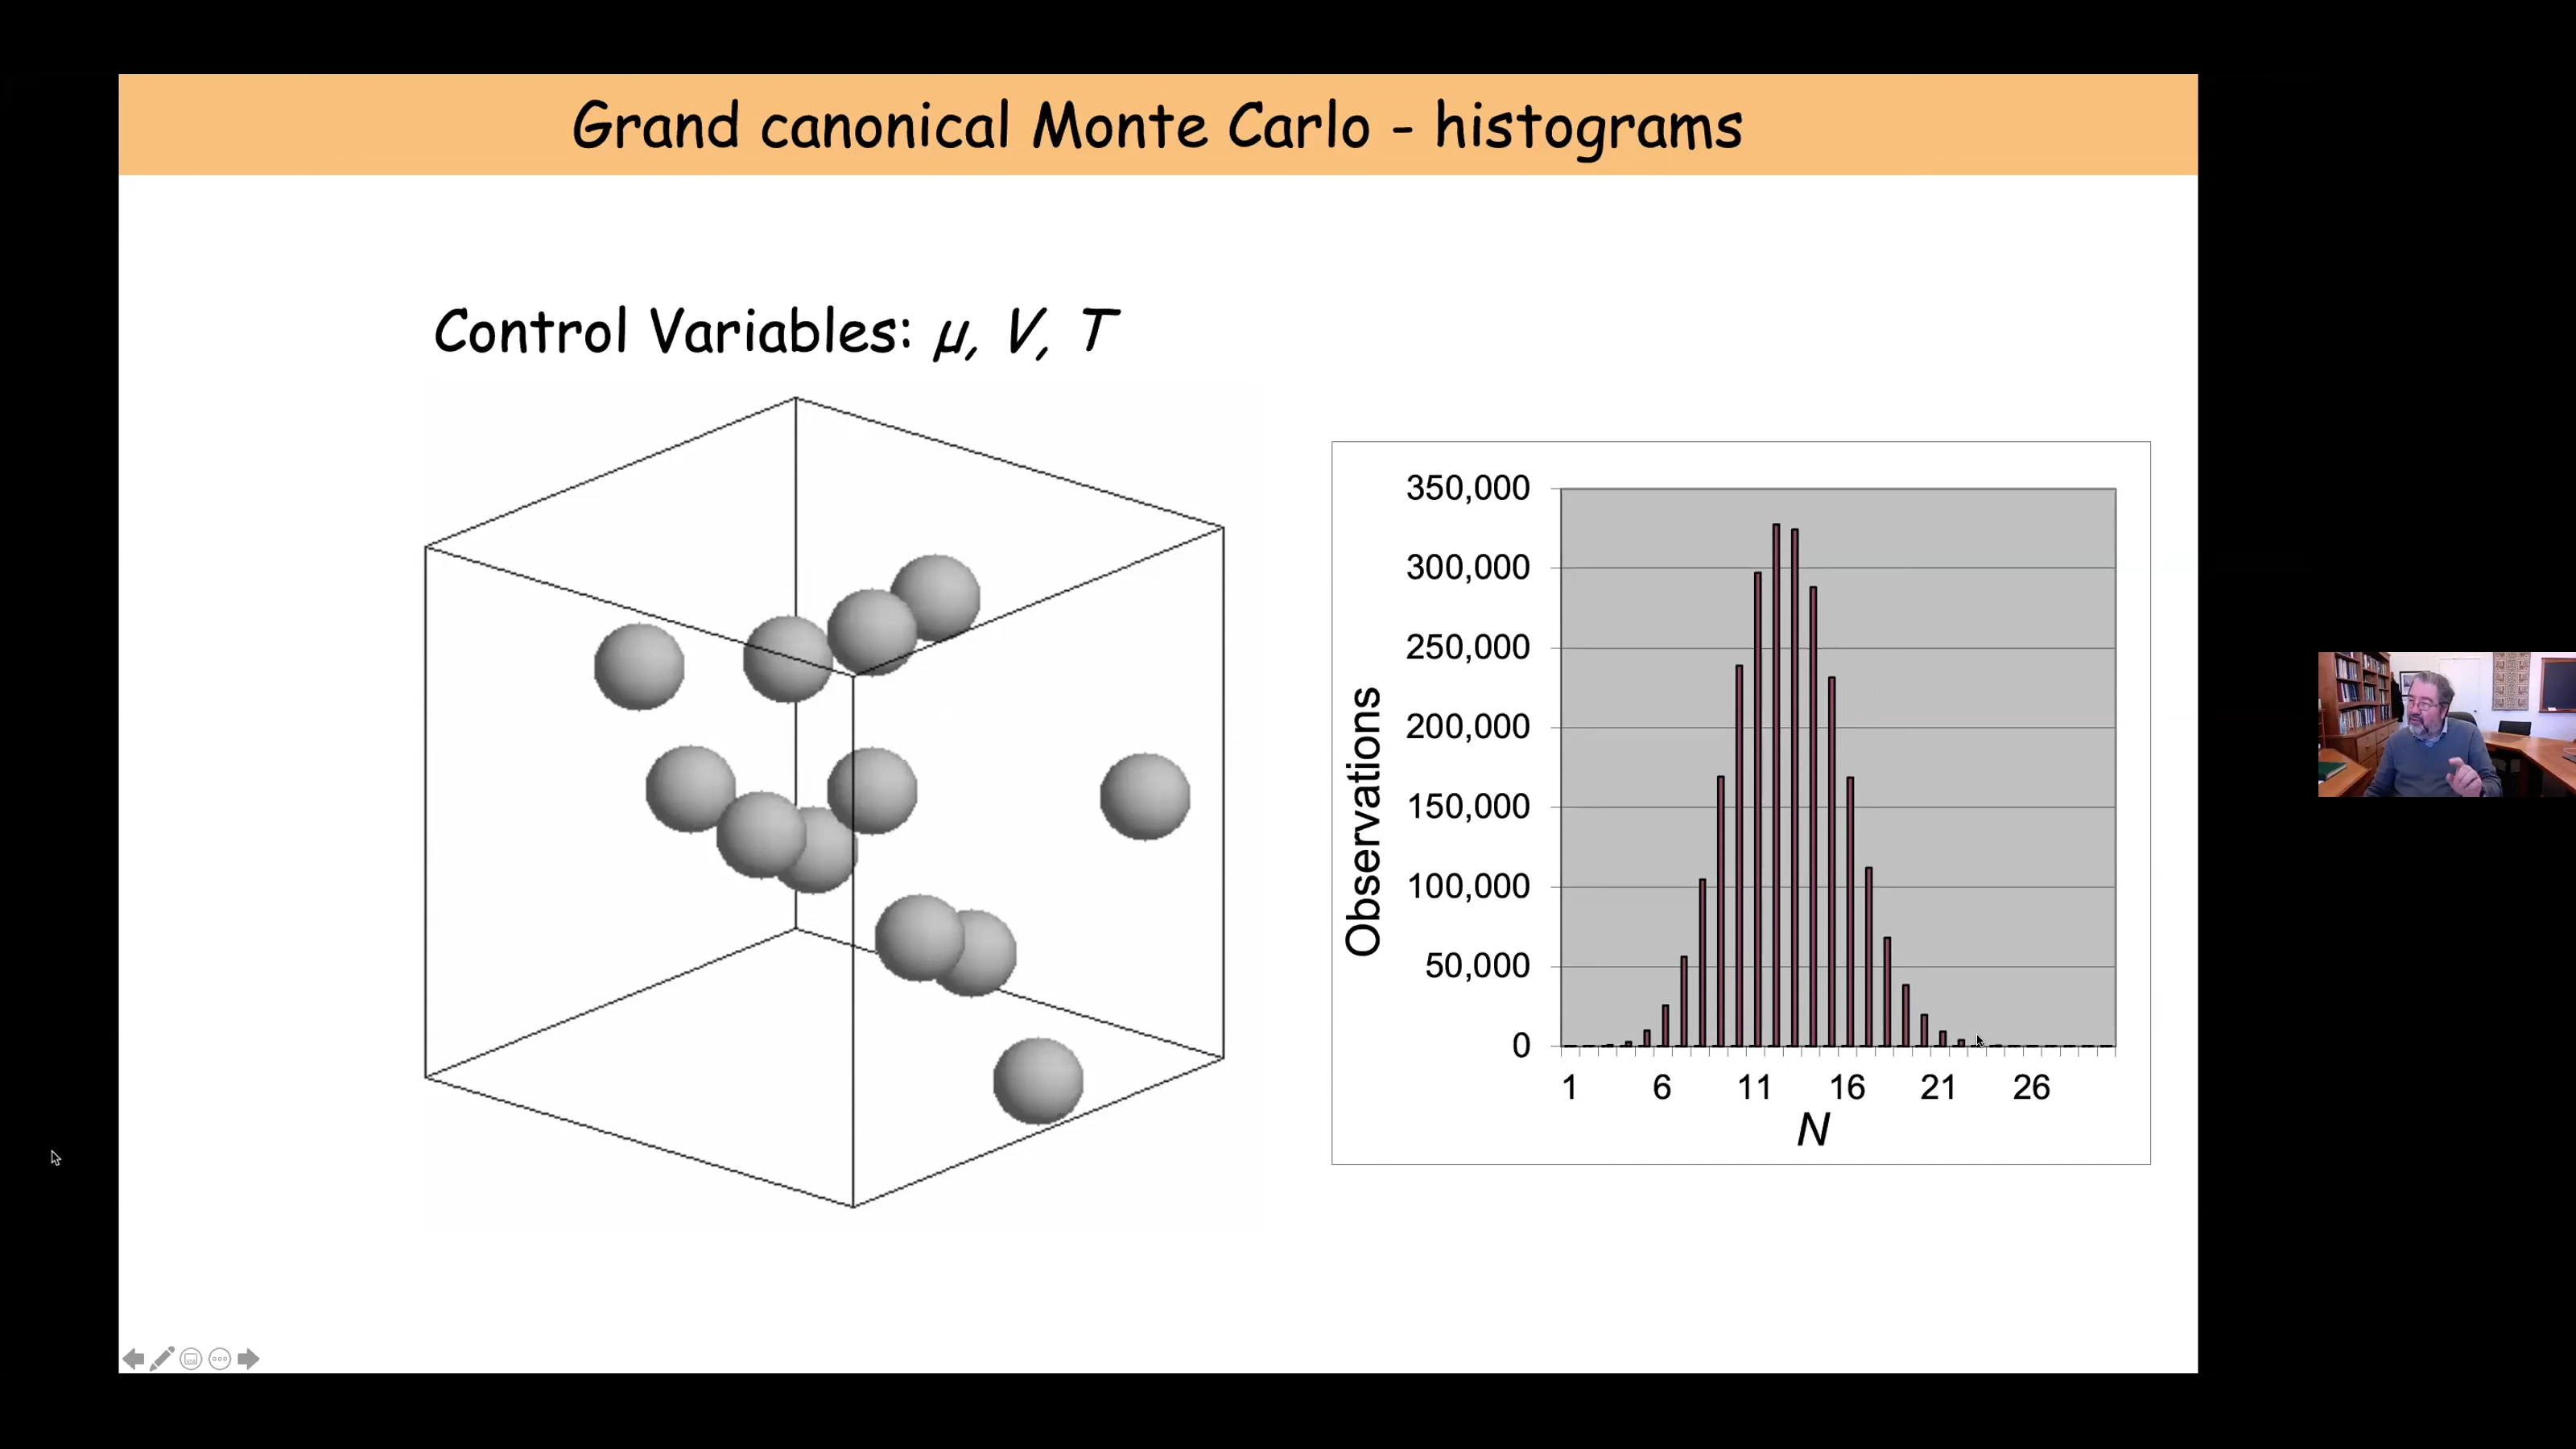 Grand canonical Monte Carlo - histograms
Control Variables: μ, V, T
350,000
300,000
250,000
200,000
150,000
100,000
50,000
0
Observations
1 6 11 16 21 26
N